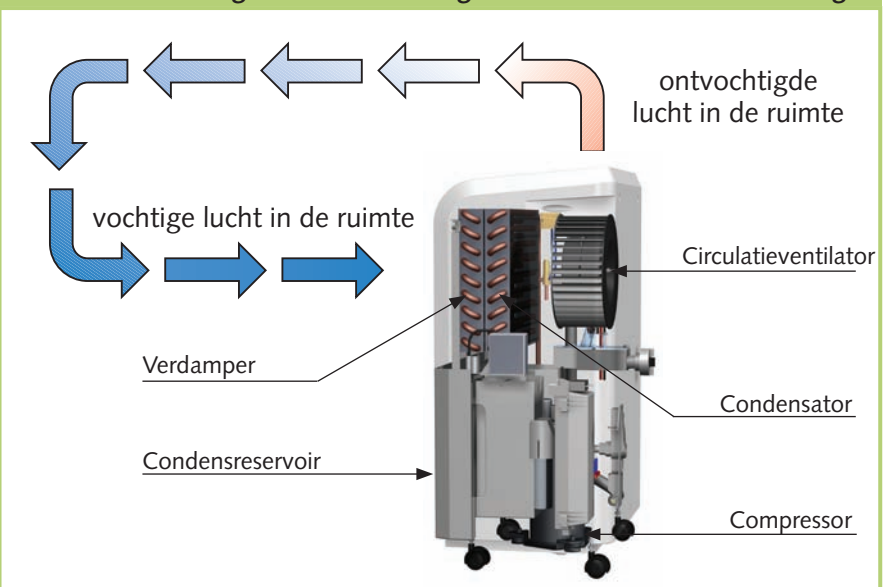 ontvochtigde
lucht in de ruimte
vochtige lucht in de ruimte
Circulatieventilator
Verdamper
Condensator
Condensreservoir
Compressor